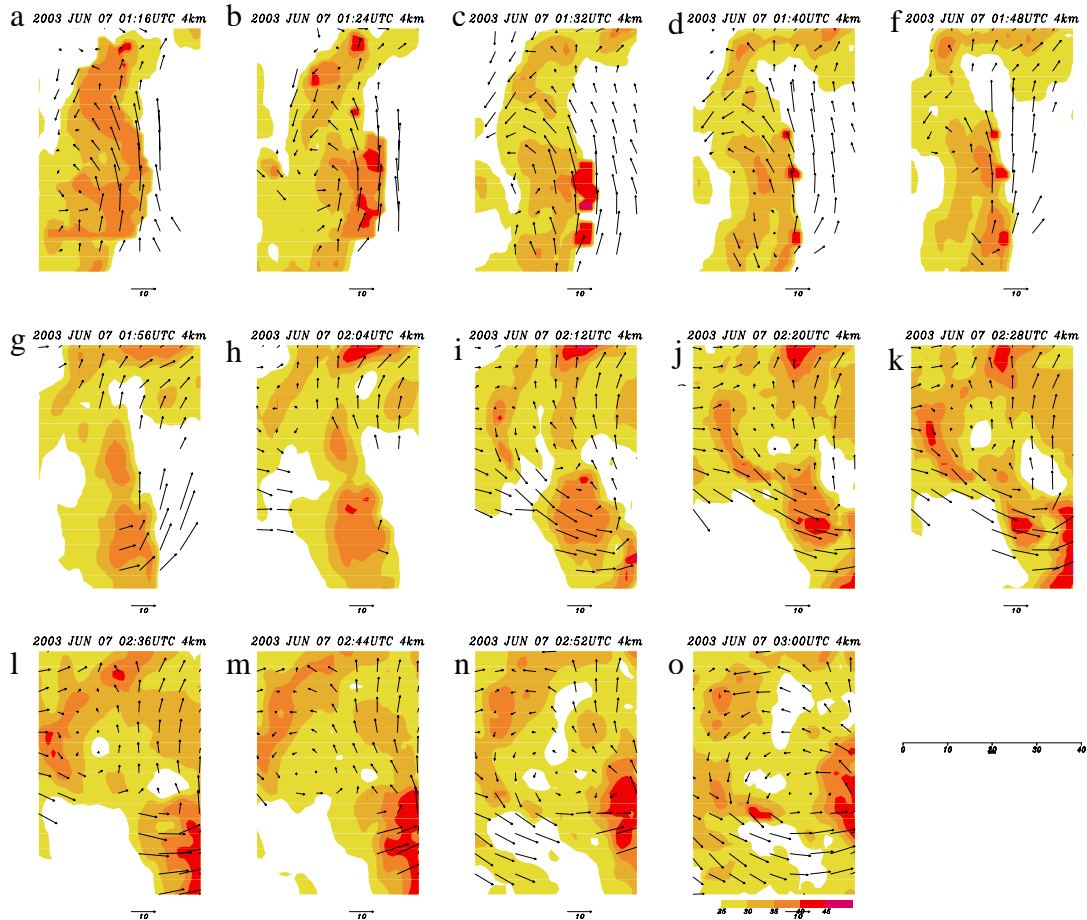 a
2003 JUN 07 01:16UTC 4km
10
b
2003 JUN 07 01:24UTC 4km
10
c
2003 JUN 07 01:32UTC 4km
10
d
2003 JUN 07 01:40UTC 4km
10
f
2003 JUN 07 01:48UTC 4km
10
g
2003 JUN 07 01:56UTC 4km
10
h
2003 JUN 07 02:04UTC 4km
10
i
2003 JUN 07 02:12UTC 4km
10
j
2003 JUN 07 02:20UTC 4km
10
k
2003 JUN 07 02:28UTC 4km
10
l
2003 JUN 07 02:36UTC 4km
10
m
2003 JUN 07 02:44UTC 4km
10
n
2003 JUN 07 02:52UTC 4km
10
o
2003 JUN 07 03:00UTC 4km
25 30 35 40 45
10
0 10 20 30 40